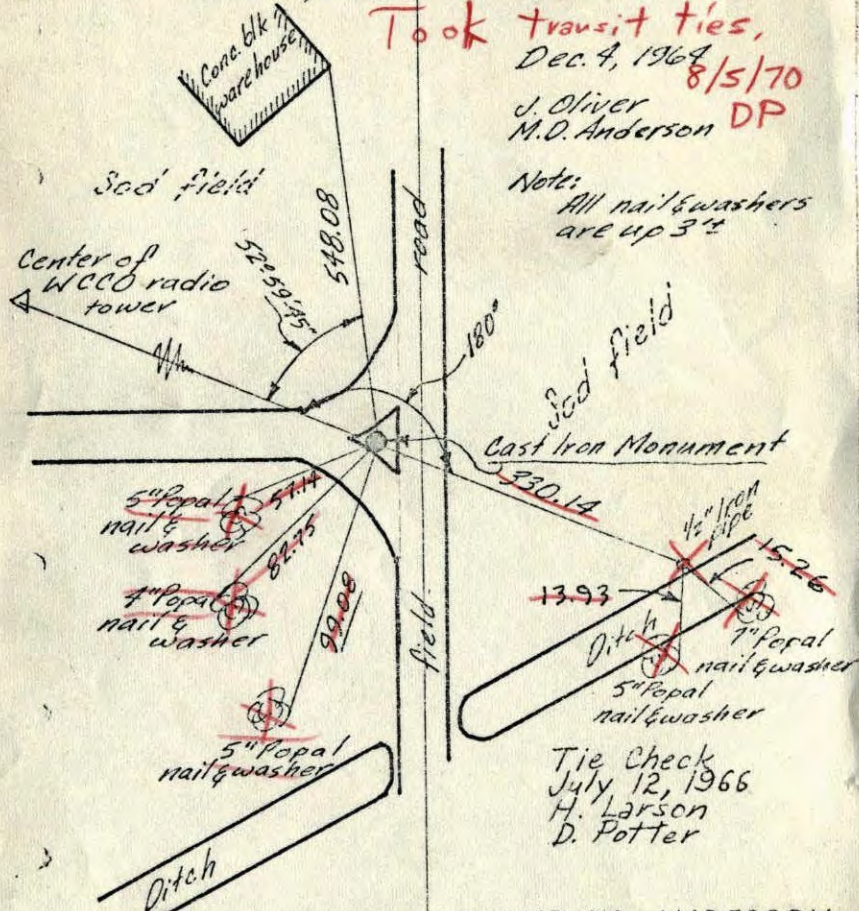 Took transit ties,
Dec. 4, 1964
8/5/70
J. Oliver
DP
M.D. Anderson
Conc. blk
warehouse
Sod field
Note:
All nail & washers
are up 3'±
548.08
road
52°59'45"
Center of
WCCO radio
tower
180°
Sod field
Cast Iron Monument
330.14
5" Popal
nail &
washer
57.14
82.75
1/2" Iron
pipe
15.26
4" Popal
nail &
washer
99.08
13.93
field
Ditch
7" Popal
nail & washer
5" Popal
nail & washer
5" Popal
nail & washer
Tie Check
July 12, 1966
H. Larson
D. Potter
Ditch